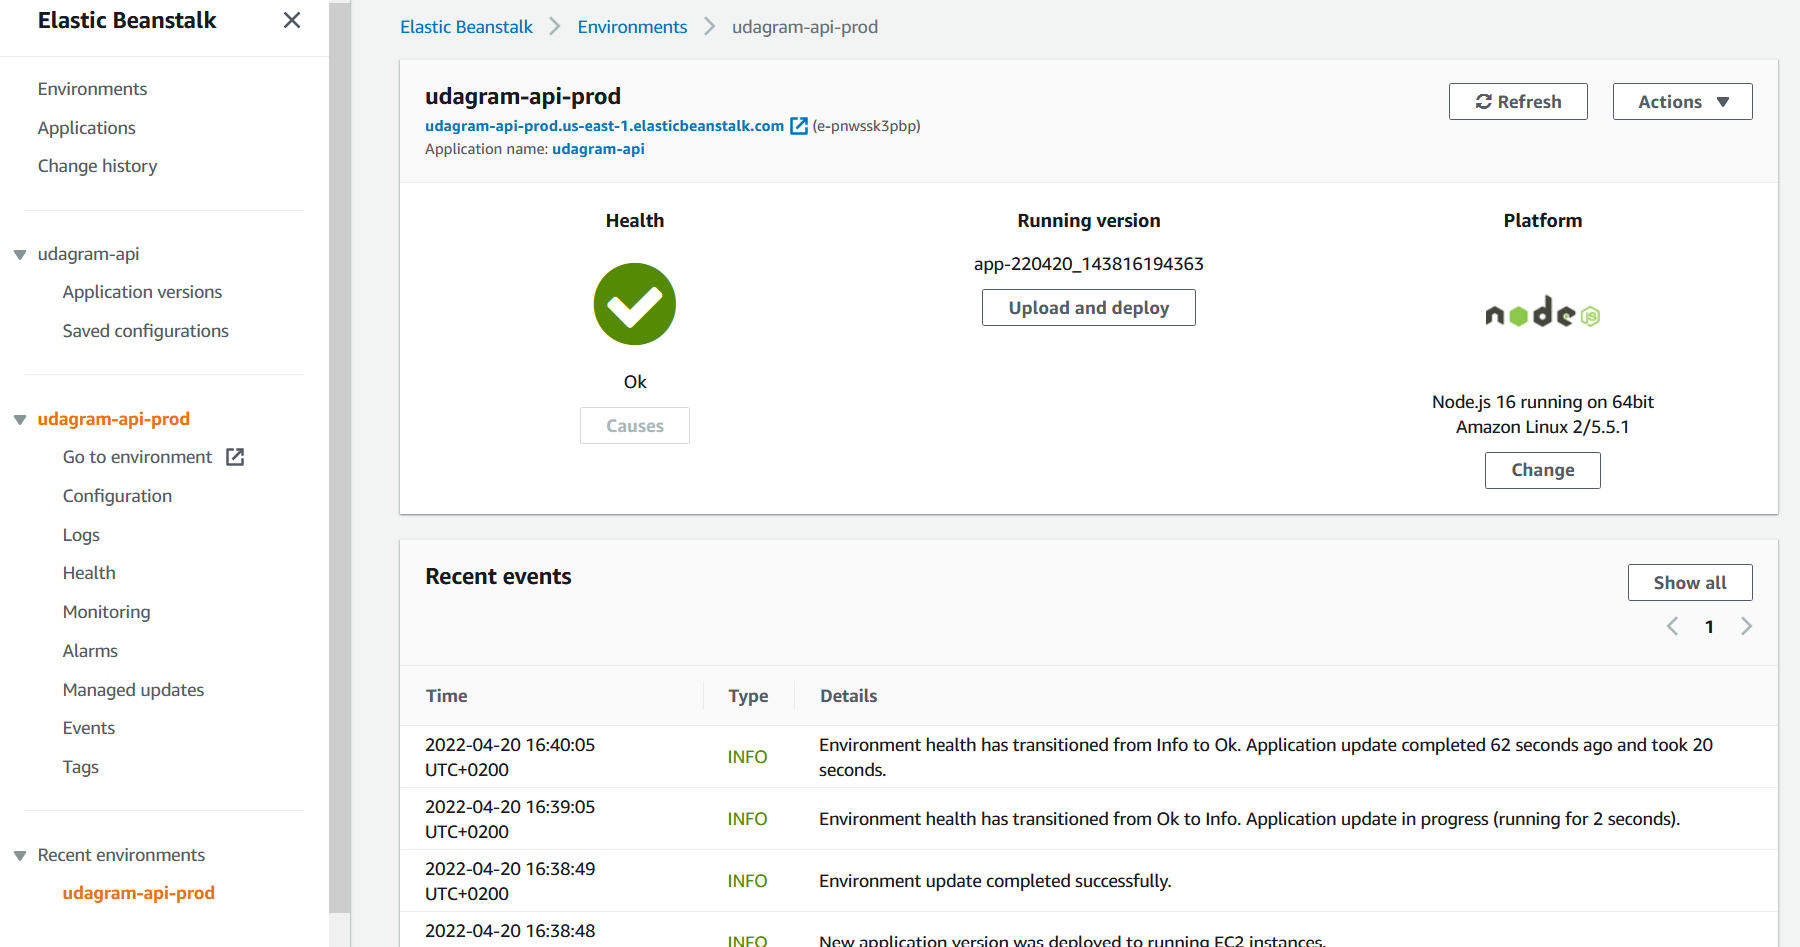 Elastic Beanstalk
Environments
Applications
Change history
udagram-api
Application versions
Saved configurations
udagram-api-prod
Go to environment
Configuration
Logs
Health
Monitoring
Alarms
Managed updates
Events
Tags
Recent environments
udagram-api-prod
Elastic Beanstalk > Environments > udagram-api-prod
udagram-api-prod
udagram-api-prod.us-east-1.elasticbeanstalk.com (e-pnwssk3pbp)
Application name: udagram-api
Refresh
Actions
Health
Ok
Causes
Running version
app-220420_143816194363
Upload and deploy
Platform
node JS
Node.js 16 running on 64bit
Amazon Linux 2/5.5.1
Change
Recent events
Show all
1
Time Type Details
2022-04-20 16:40:05
UTC+0200
INFO
Environment health has transitioned from Info to Ok. Application update completed 62 seconds ago and took 20
seconds.
2022-04-20 16:39:05
UTC+0200
INFO
Environment health has transitioned from Ok to Info. Application update in progress (running for 2 seconds).
2022-04-20 16:38:49
UTC+0200
INFO
Environment update completed successfully.
2022-04-20 16:38:48
INFO
New application version was deployed to running EC2 instances.